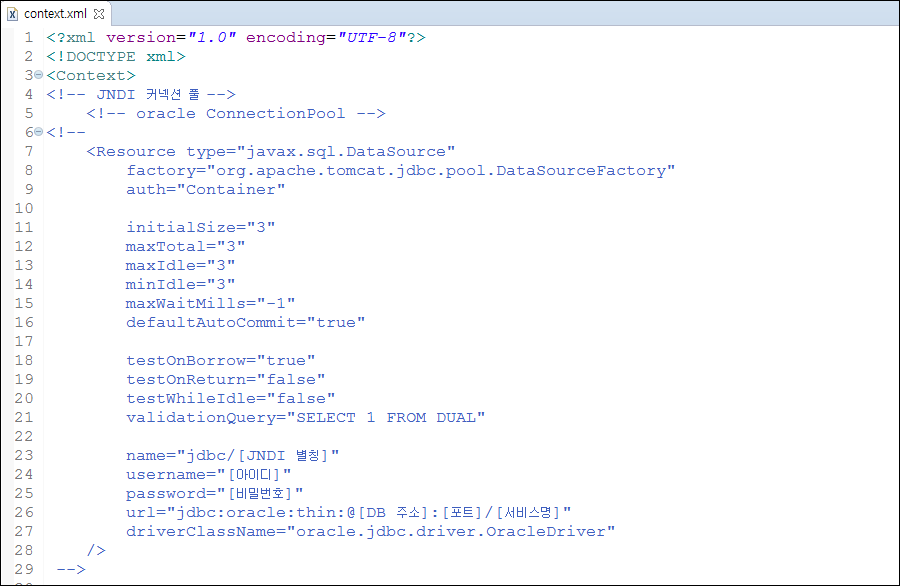 context.xml
1 <?xml version="1.0" encoding="UTF-8"?>
2 <!DOCTYPE xml>
3 <Context>
4 <!-- JNDI 커넥션 풀 -->
5 <!-- oracle ConnectionPool -->
6 <!--
7 <Resource type="javax.sql.DataSource"
8 factory="org.apache.tomcat.jdbc.pool.DataSourceFactory"
9 auth="Container"
10
11 initialSize="3"
12 maxTotal="3"
13 maxIdle="3"
14 minIdle="3"
15 maxWaitMills="-1"
16 defaultAutoCommit="true"
17
18 testOnBorrow="true"
19 testOnReturn="false"
20 testWhileIdle="false"
21 validationQuery="SELECT 1 FROM DUAL"
22
23 name="jdbc/[JNDI 별칭]"
24 username="[아이디]"
25 password="[비밀번호]"
26 url="jdbc:oracle:thin:@[DB 주소]:[포트]/[서비스명]"
27 driverClassName="oracle.jdbc.driver.OracleDriver"
28 />
29 -->